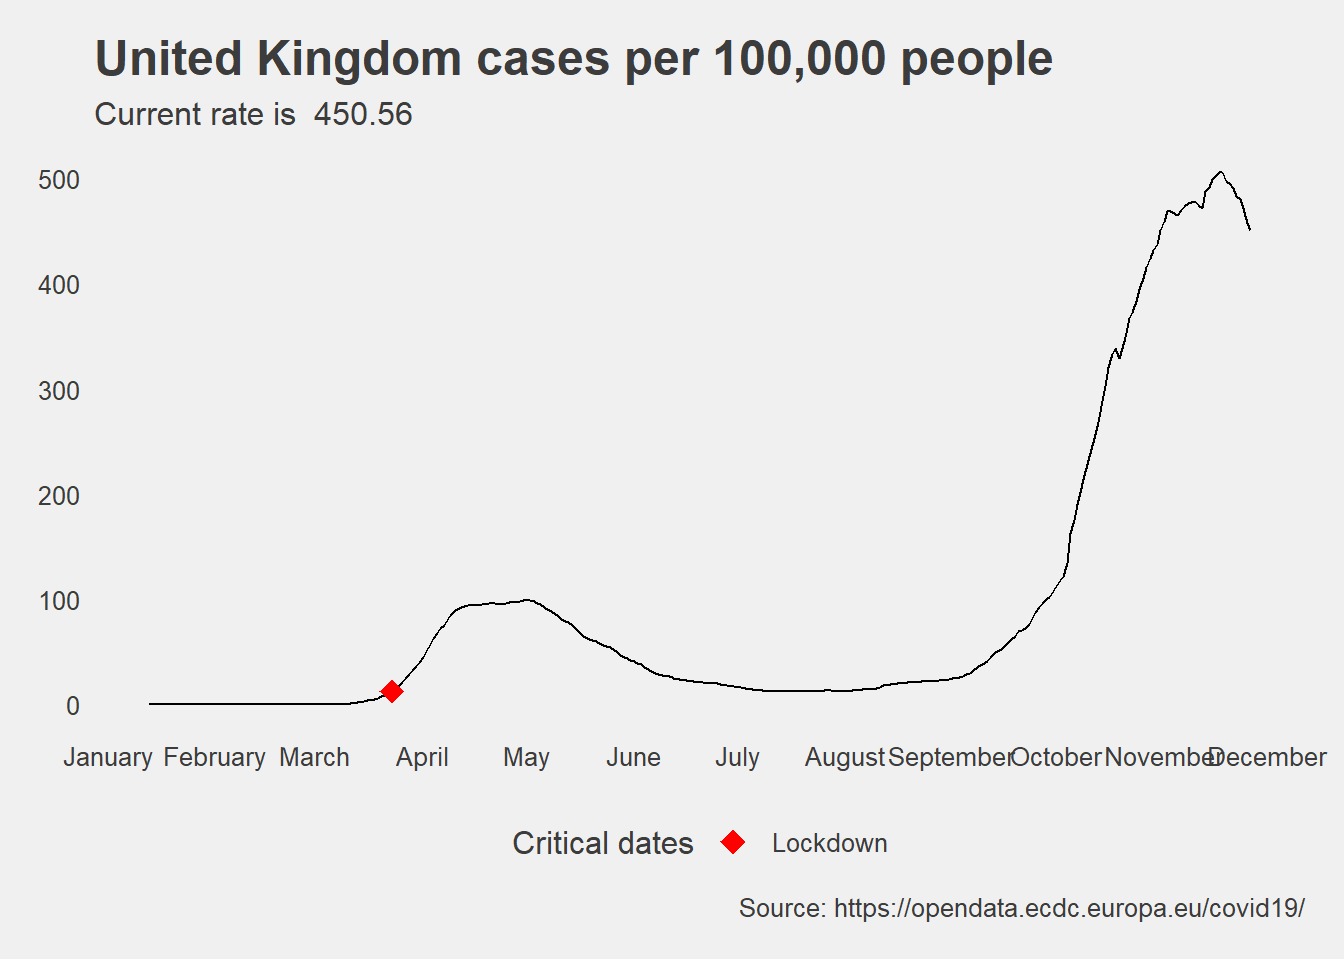 United Kingdom cases per 100,000 people
Current rate is  450.56
500
400
300
200
100
0
January February March April May June July August September October November December
Critical dates Lockdown
Source: https://opendata.ecdc.europa.eu/covid19/